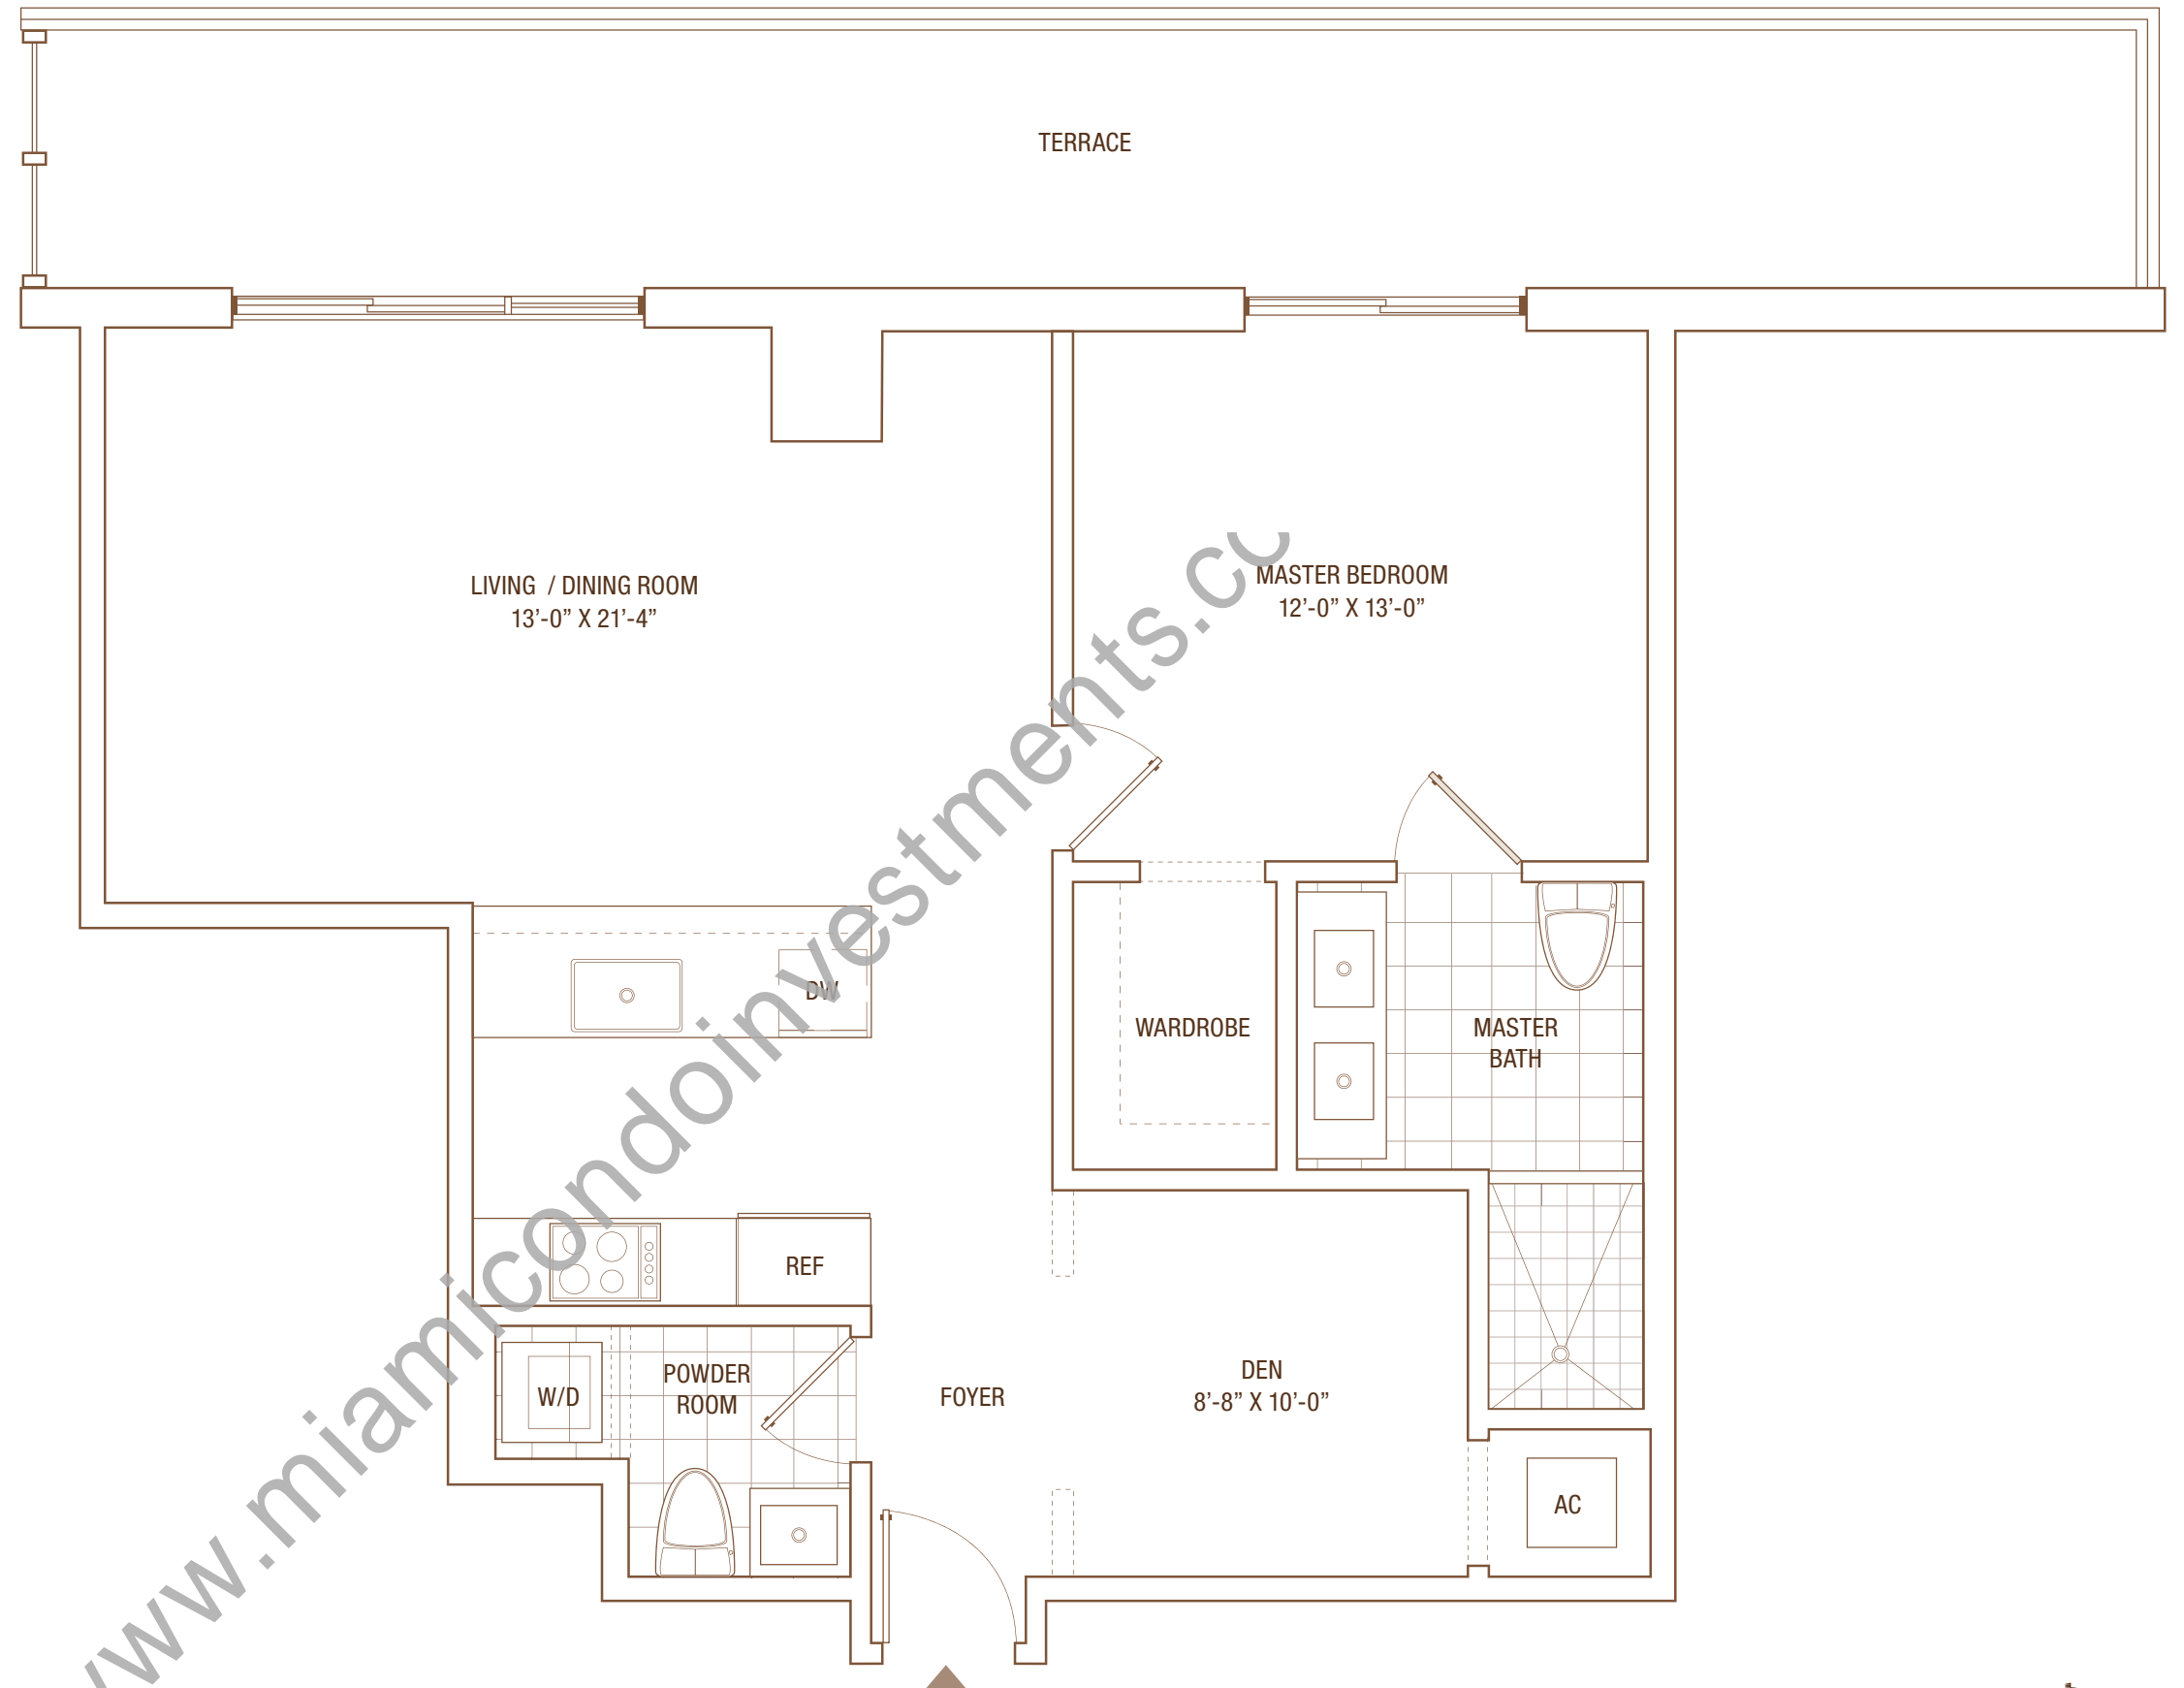 TERRACE
LIVING / DINING ROOM
13’-0” X 21’-4”
MASTER BEDROOM
12’-0” X 13’-0”
DW
WARDROBE
MASTER
BATH
REF
W/D
POWDER
ROOM
FOYER
DEN
8’-8” X 10’-0”
AC
www.miamicondoinvestments.cc